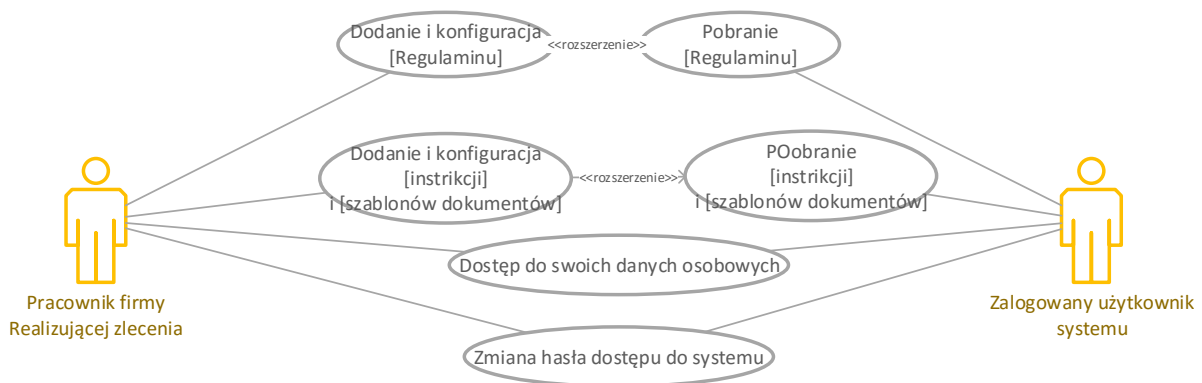 Dodanie i konfiguracja
[Regulaminu]
<<rozszerzenie>>
Pobranie
[Regulaminu]
Dodanie i konfiguracja
[instrikcji]
i [szablonów dokumentów]
<<rozszerzenie>>
POobranie
[instrikcji]
i [szablonów dokumentów]
Dostęp do swoich danych osobowych
Pracownik firmy
Realizującej zlecenia
Zalogowany użytkownik
systemu
Zmiana hasła dostępu do systemu